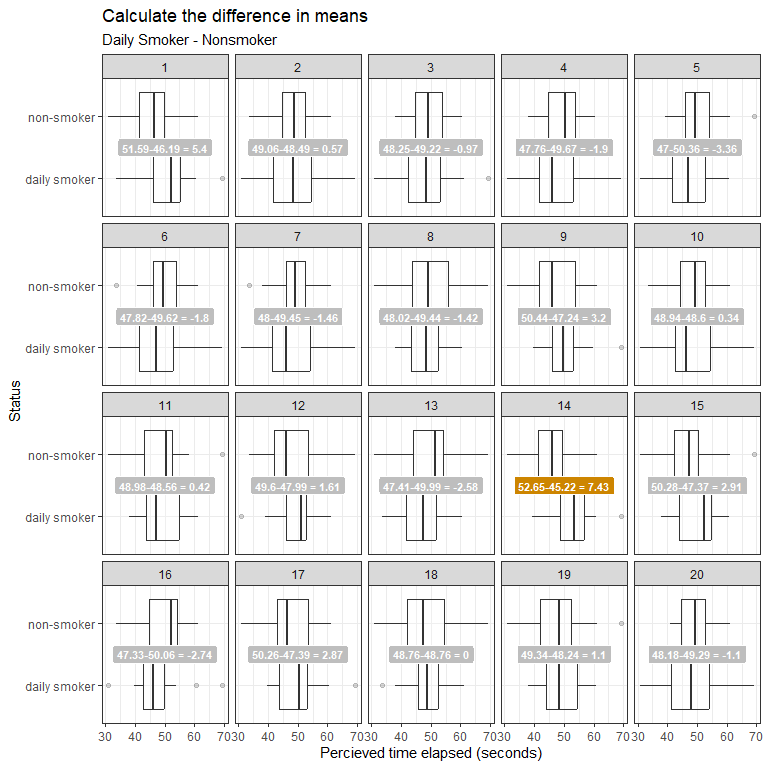 Calculate the difference in means
Daily Smoker - Nonsmoker
1 2 3 4 5
non-smoker
51.59-46.19 = 5.4 49.06-48.49 = 0.57 48.25-49.22 = -0.97 47.76-49.67 = -1.9 47-50.36 = -3.36
daily smoker
6 7 8 9 10
non-smoker
47.82-49.62 = -1.8 48-49.45 = -1.46 48.02-49.44 = -1.42 50.44-47.24 = 3.2 48.94-48.6 = 0.34
daily smoker
Status
11 12 13 14 15
non-smoker
48.98-48.56 = 0.42 49.6-47.99 = 1.61 47.41-49.99 = -2.58 52.65-45.22 = 7.43 50.28-47.37 = 2.91
daily smoker
16 17 18 19 20
non-smoker
47.33-50.06 = -2.74 50.26-47.39 = 2.87 48.76-48.76 = 0 49.34-48.24 = 1.1 48.18-49.29 = -1.1
daily smoker
30 40 50 60 70 30 40 50 60 70 30 40 50 60 70 30 40 50 60 70 30 40 50 60 70
Percieved time elapsed (seconds)